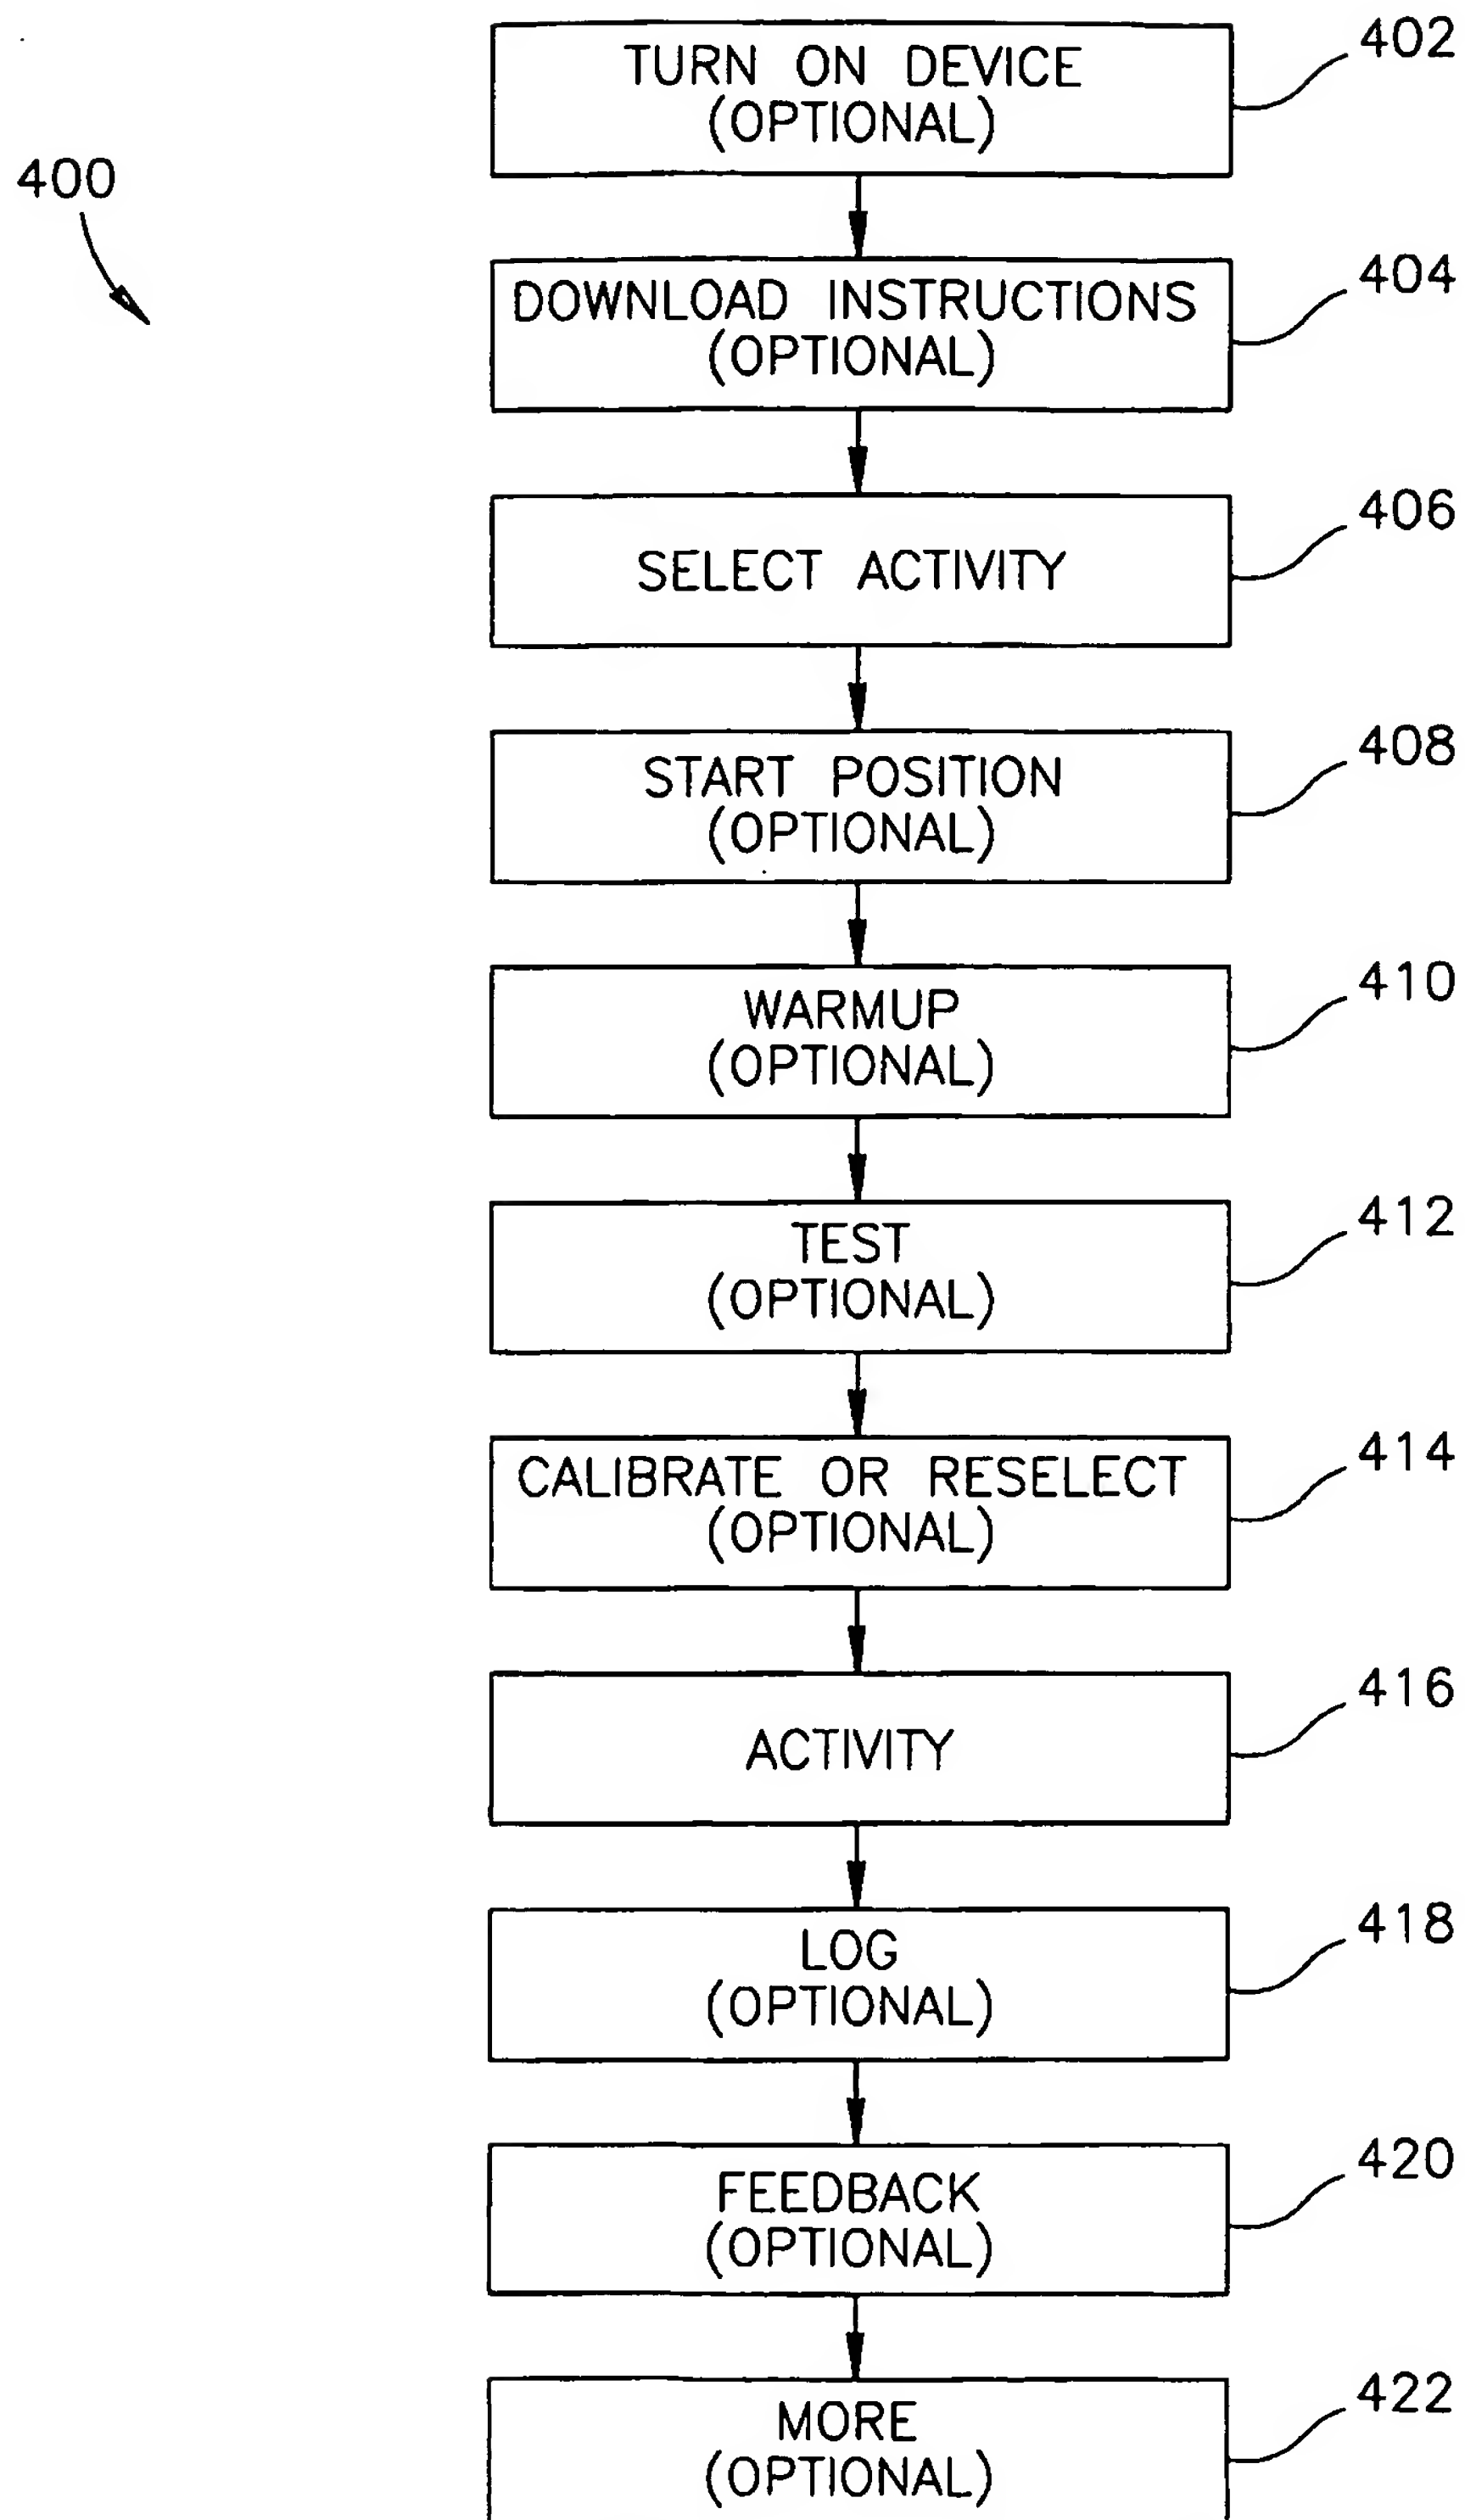 402
TURN ON DEVICE
(OPTIONAL)
400
404
DOWNLOAD INSTRUCTIONS
(OPTIONAL)
406
SELECT ACTIVITY
408
START POSITION
(OPTIONAL)
410
WARMUP
(OPTIONAL)
412
TEST
(OPTIONAL)
414
CALIBRATE OR RESELECT
(OPTIONAL)
416
ACTIVITY
418
LOG
(OPTIONAL)
420
FEEDBACK
(OPTIONAL)
422
MORE
(OPTIONAL)